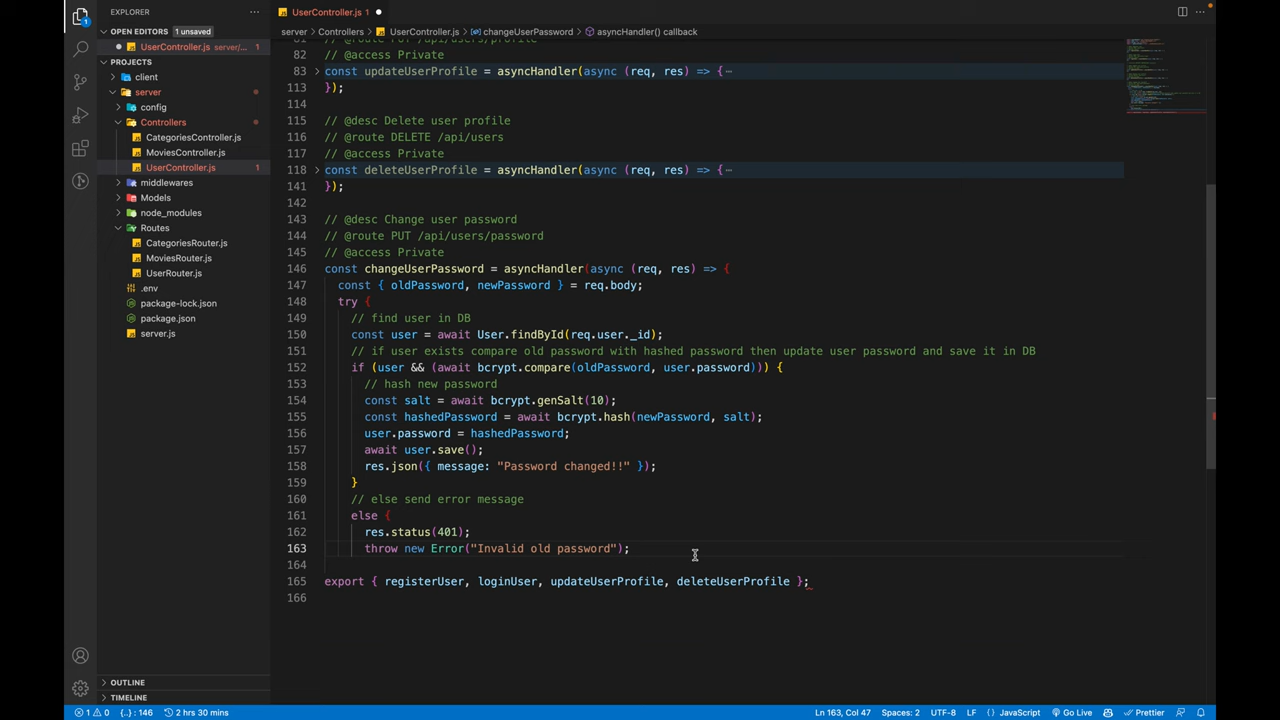 EXPLORER
···
UserController.js 1 ●
···
OPEN EDITORS 1 unsaved
● UserController.js server/... 1
PROJECTS
client
server
config
Controllers
CategoriesController.js
MoviesController.js
UserController.js 1
middlewares
Models
node_modules
Routes
CategoriesRouter.js
MoviesRouter.js
UserRouter.js
.env
package-lock.json
package.json
server.js
OUTLINE
TIMELINE
1
server > Controllers > UserController.js > changeUserPassword > asyncHandler() callback
81 // @route PUT /api/users/profile
82 // @access Private
83 const updateUserProfile = asyncHandler(async (req, res) => {···
113 });
114
115 // @desc Delete user profile
116 // @route DELETE /api/users
117 // @access Private
118 const deleteUserProfile = asyncHandler(async (req, res) => {···
141 });
142
143 // @desc Change user password
144 // @route PUT /api/users/password
145 // @access Private
146 const changeUserPassword = asyncHandler(async (req, res) => {
147 const { oldPassword, newPassword } = req.body;
148 try {
149 // find user in DB
150 const user = await User.findById(req.user._id);
151 // if user exists compare old password with hashed password then update user password and save it in DB
152 if (user && (await bcrypt.compare(oldPassword, user.password))) {
153 // hash new password
154 const salt = await bcrypt.genSalt(10);
155 const hashedPassword = await bcrypt.hash(newPassword, salt);
156 user.password = hashedPassword;
157 await user.save();
158 res.json({ message: "Password changed!!" });
159 }
160 // else send error message
161 else {
162 res.status(401);
163 throw new Error("Invalid old password");
164
165 export { registerUser, loginUser, updateUserProfile, deleteUserProfile };
166
1 0 {..} : 146 2 hrs 30 mins Ln 163, Col 47 Spaces: 2 UTF-8 LF {} JavaScript Go Live Prettier